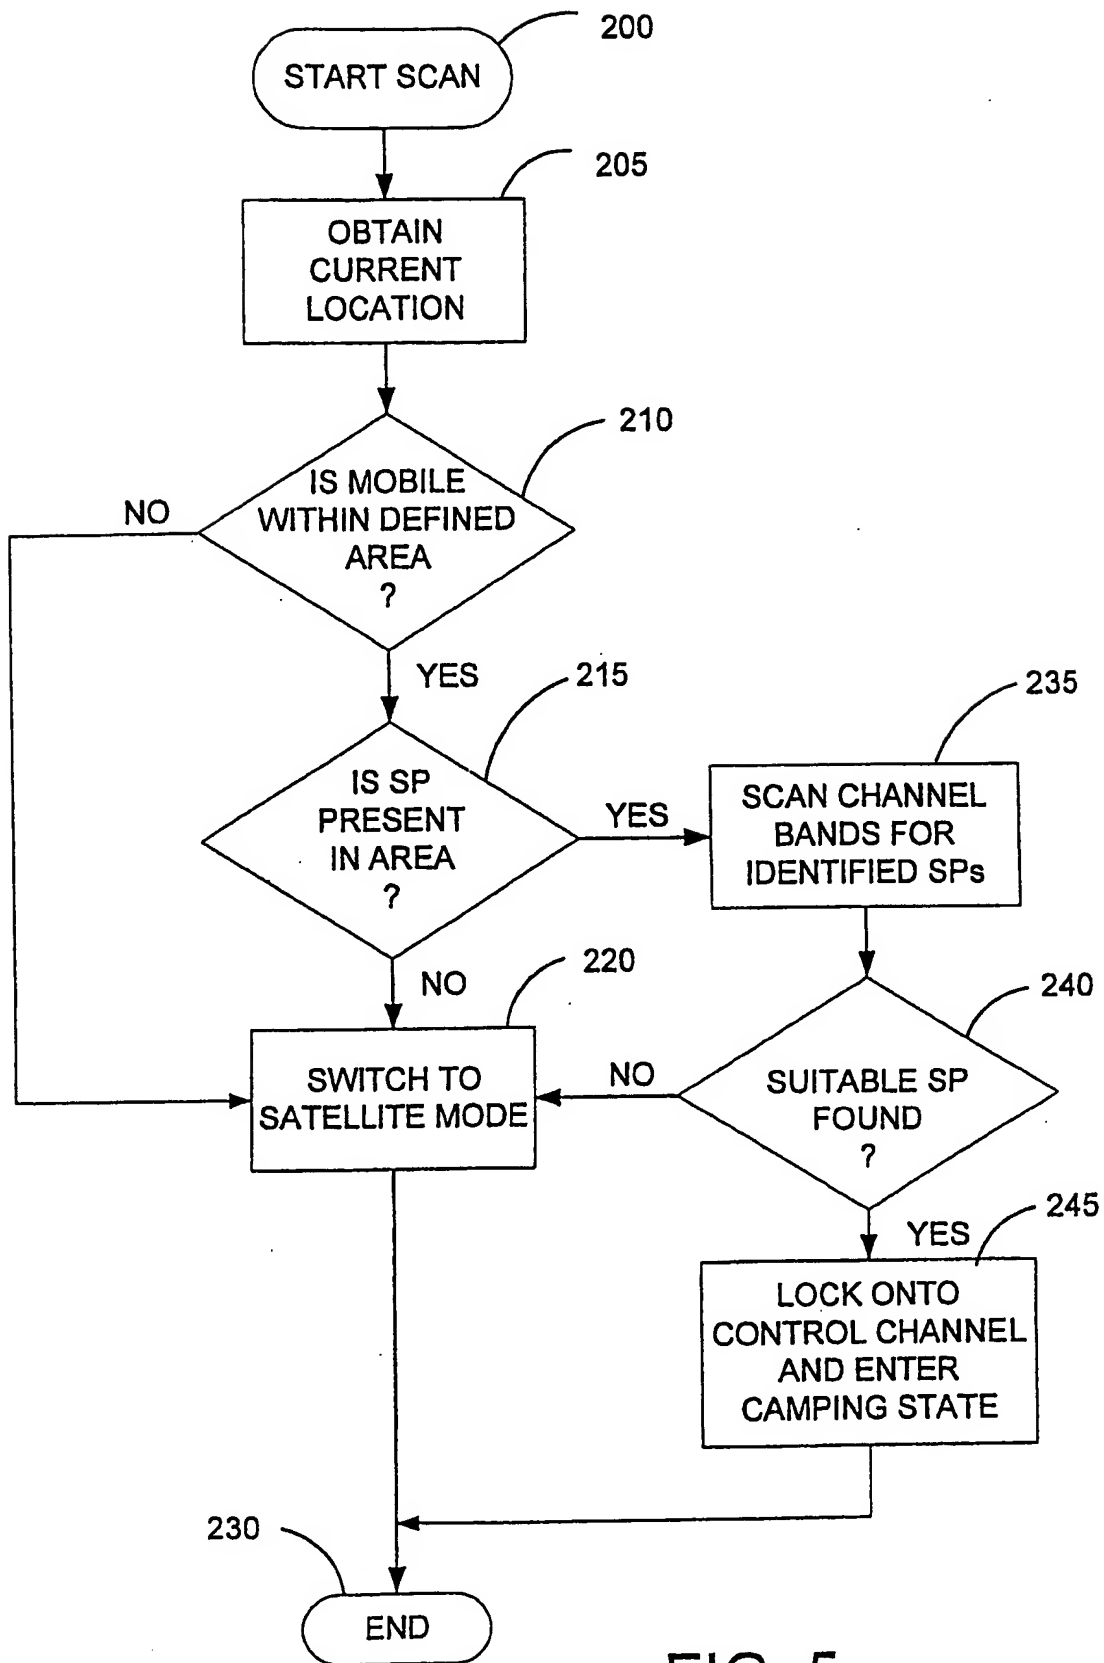 200
START SCAN
205
OBTAIN
CURRENT
LOCATION
210
IS MOBILE
WITHIN DEFINED
AREA
?
NO
YES
215
IS SP
PRESENT
IN AREA
?
YES
235
SCAN CHANNEL
BANDS FOR
IDENTIFIED SPs
NO
220
SWITCH TO
SATELLITE MODE
240
SUITABLE SP
FOUND
?
NO
YES
245
LOCK ONTO
CONTROL CHANNEL
AND ENTER
CAMPING STATE
230
END
FIG. 5